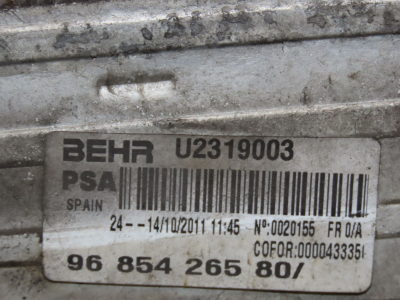 BEHR U2319003
PSA
SPAIN
24 -- 14/10/2011 11:45 Nº:0020155 FR 0/A
COFOR:000043335
96 854 265 80/